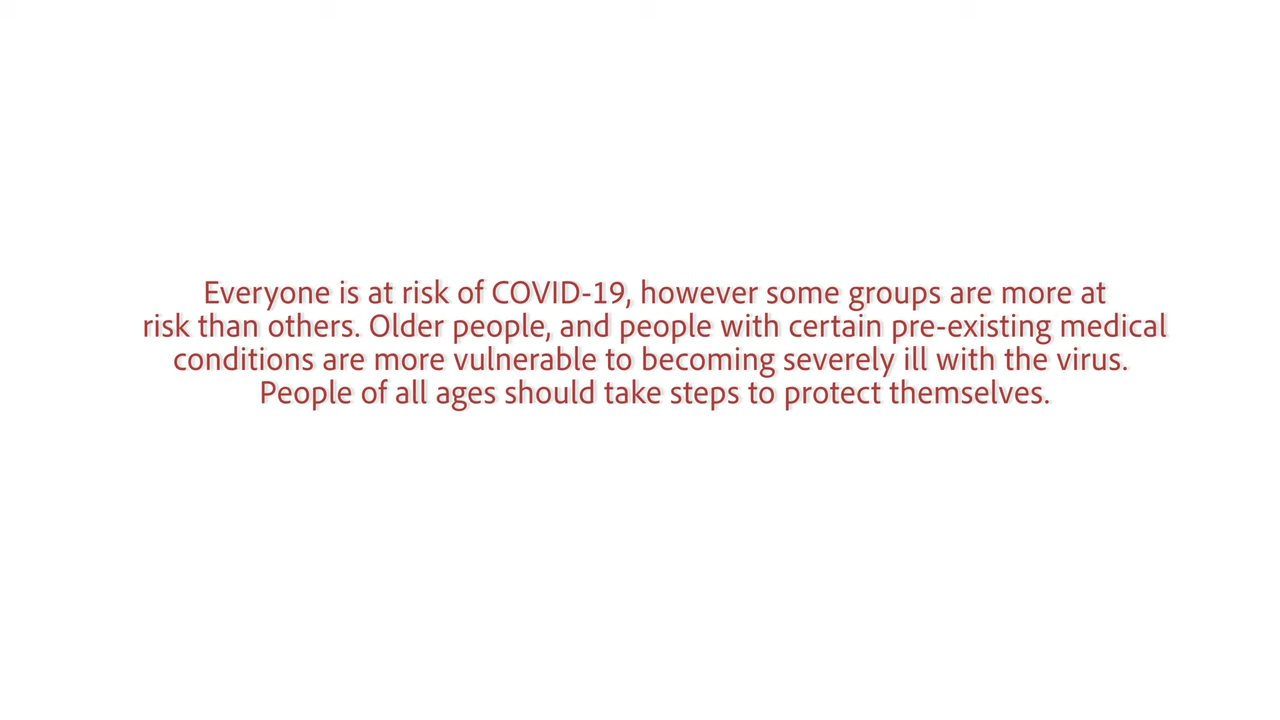 Everyone is at risk of COVID-19, however some groups are more at
risk than others. Older people, and people with certain pre-existing medical
conditions are more vulnerable to becoming severely ill with the virus.
People of all ages should take steps to protect themselves.